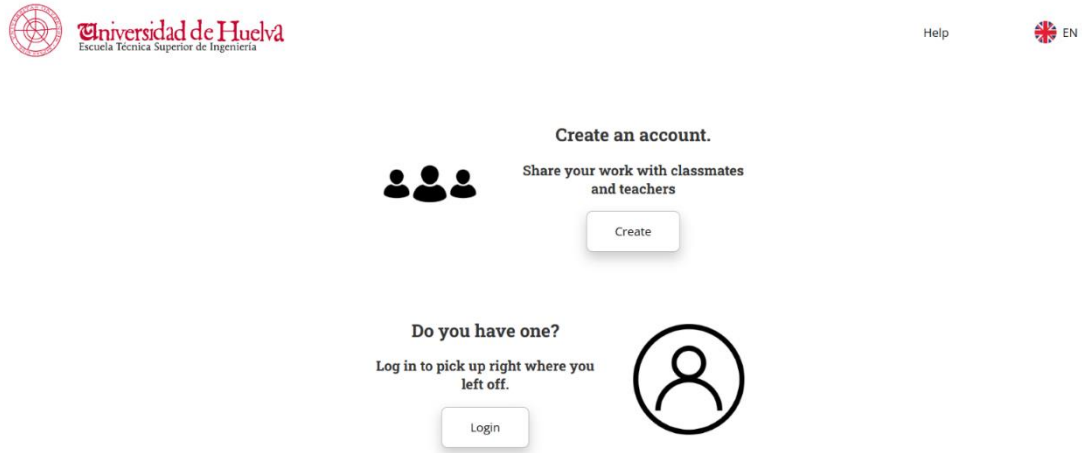 Universidad de Huelva
Escuela Técnica Superior de Ingeniería
Help
EN
Create an account.
Share your work with classmates
and teachers
Create
Do you have one?
Log in to pick up right where you
left off.
Login